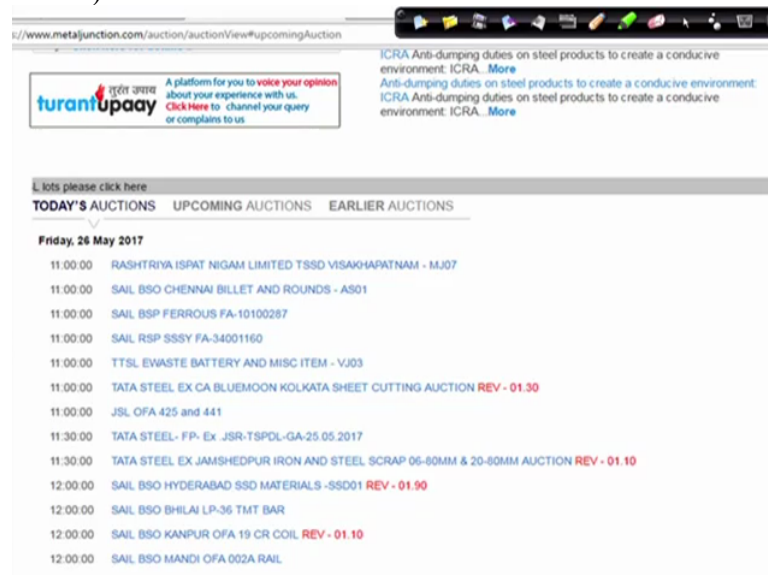 ://www.metaljunction.com/auction/auctionView#upcomingAuction
ICRA Anti-dumping duties on steel products to create a conducive
environment: ICRA...More
Anti-dumping duties on steel products to create a conducive environment:
ICRA Anti-dumping duties on steel products to create a conducive
environment: ICRA...More
तुरंत उपाय
turantupaay
A platform for you to voice your opinion
about your experience with us.
Click Here to channel your query
or complains to us
L lots please click here
TODAY'S AUCTIONS UPCOMING AUCTIONS EARLIER AUCTIONS
Friday, 26 May 2017
11:00:00 RASHTRIYA ISPAT NIGAM LIMITED TSSD VISAKHAPATNAM - MJ07
11:00:00 SAIL BSO CHENNAI BILLET AND ROUNDS - AS01
11:00:00 SAIL BSP FERROUS FA-10100287
11:00:00 SAIL RSP SSSY FA-34001160
11:00:00 TTSL EWASTE BATTERY AND MISC ITEM - VJ03
11:00:00 TATA STEEL EX CA BLUEMOON KOLKATA SHEET CUTTING AUCTION REV - 01.30
11:00:00 JSL OFA 425 and 441
11:30:00 TATA STEEL- FP- Ex .JSR-TSPDL-GA-25.05.2017
11:30:00 TATA STEEL EX JAMSHEDPUR IRON AND STEEL SCRAP 06-80MM & 20-80MM AUCTION REV - 01.10
12:00:00 SAIL BSO HYDERABAD SSD MATERIALS -SSD01 REV - 01.90
12:00:00 SAIL BSO BHILAI LP-36 TMT BAR
12:00:00 SAIL BSO KANPUR OFA 19 CR COIL REV - 01.10
12:00:00 SAIL BSO MANDI OFA 002A RAIL